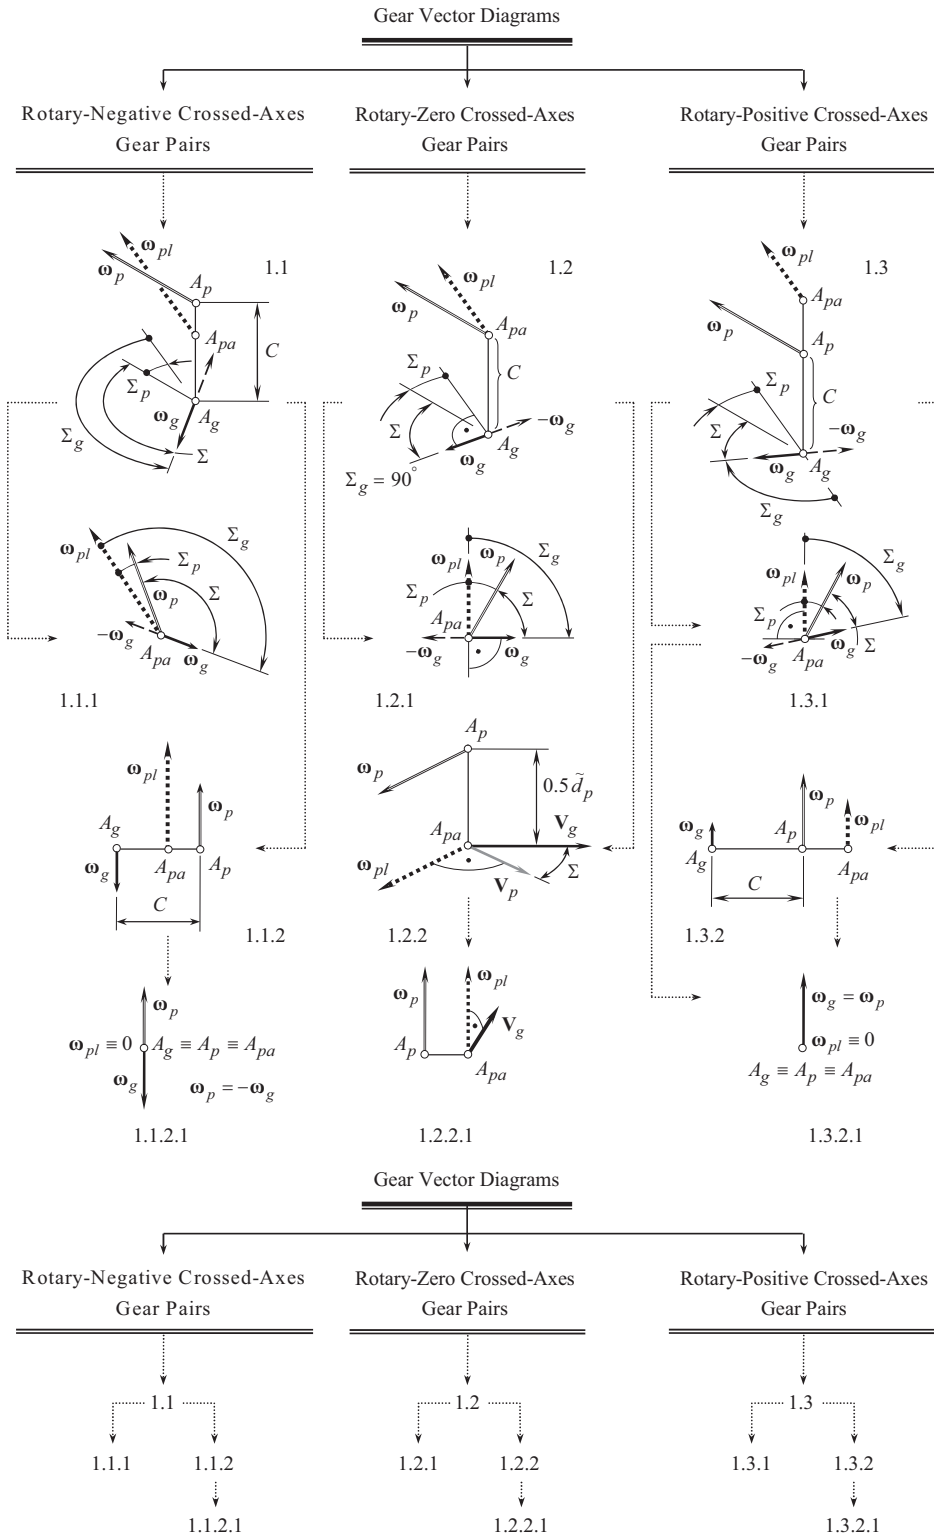 Gear Vector Diagrams
Rotary-Negative Crossed-Axes
Gear Pairs
Rotary-Zero Crossed-Axes
Gear Pairs
Rotary-Positive Crossed-Axes
Gear Pairs
ω_pl
ω_p
1.1
A_p
A_pa
C
Σ_p
ω_g
A_g
Σ_g
Σ
ω_pl
1.2
ω_p
A_pa
C
Σ_p
Σ
-ω_g
A_g
ω_g
Σ_g = 90°
ω_pl
1.3
A_pa
ω_p
A_p
Σ_p
C
Σ
-ω_g
ω_g
A_g
Σ_g
ω_pl
Σ_g
Σ_p
ω_p
Σ
-ω_g
A_pa
ω_g
1.1.1
ω_pl
ω_p
Σ_g
Σ_p
Σ
A_pa
-ω_g
ω_g
1.2.1
ω_pl
ω_p
Σ_g
Σ_p
-ω_g
A_pa
ω_g
Σ
1.3.1
ω_pl
ω_p
A_g
ω_g
A_pa
A_p
C
1.1.2
A_p
ω_p
0.5 d̃_p
A_pa
V_g
ω_pl
V_p
Σ
1.2.2
ω_p
ω_g
A_p
ω_pl
A_g
A_pa
C
1.3.2
ω_p
ω_pl ≡ 0
A_g ≡ A_p ≡ A_pa
ω_g
ω_p = −ω_g
1.1.2.1
ω_p
ω_pl
V_g
A_p
A_pa
1.2.2.1
ω_g = ω_p
ω_pl ≡ 0
A_g ≡ A_p ≡ A_pa
1.3.2.1
Gear Vector Diagrams
Rotary-Negative Crossed-Axes
Gear Pairs
Rotary-Zero Crossed-Axes
Gear Pairs
Rotary-Positive Crossed-Axes
Gear Pairs
1.1
1.2
1.3
1.1.1
1.1.2
1.2.1
1.2.2
1.3.1
1.3.2
1.1.2.1
1.2.2.1
1.3.2.1